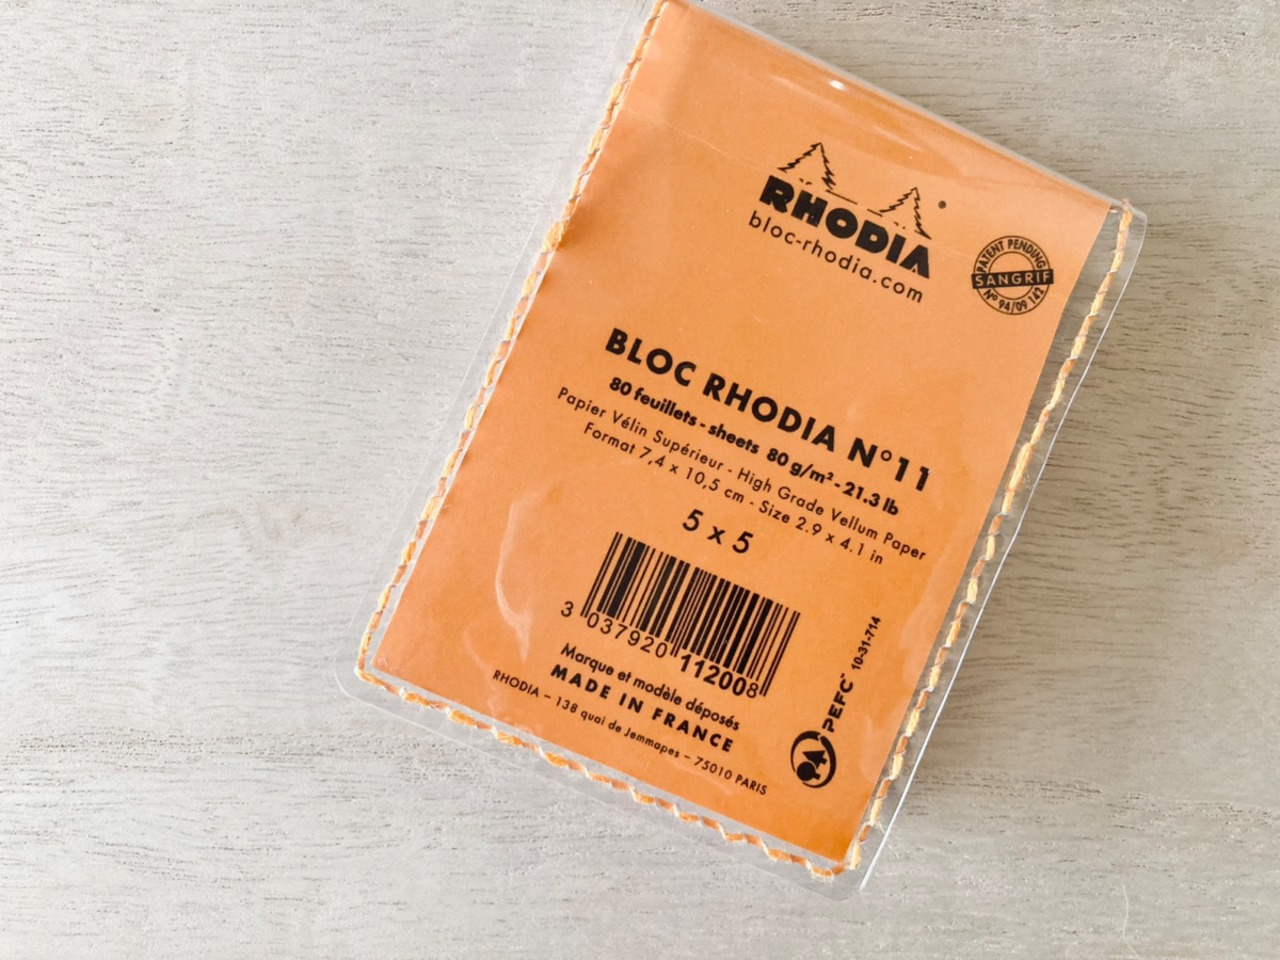 RHODIA ®
bloc-rhodia.com
PATENT PENDING
SANGRIF
N° 94/09 142
BLOC RHODIA N°11
80 feuillets - sheets 80 g/m² - 21.3 lb
Papier Vélin Supérieur - High Grade Vellum Paper
Format 7,4 x 10,5 cm - Size 2.9 x 4.1 in
5 x 5
3 037920 112008
Marque et modèle déposés
MADE IN FRANCE
RHODIA – 138 quai de Jemmapes – 75010 PARIS
PEFC 10-31-714